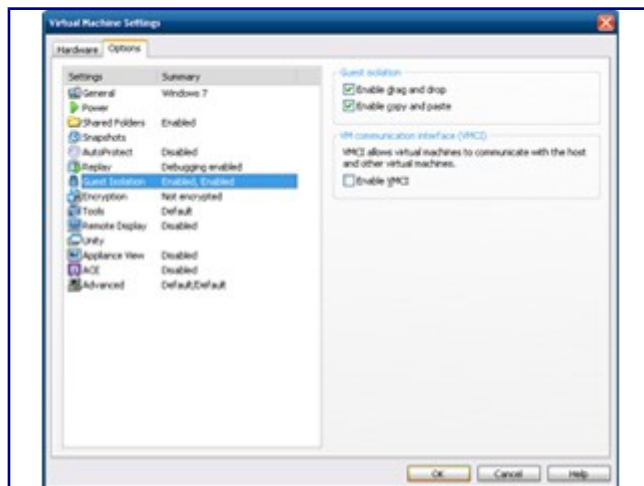 Virtual Machine Settings
Hardware Options
Settings Summary
General Windows 7
Power
Shared Folders Enabled
Snapshots
AutoProtect Disabled
Replay Debugging enabled
Guest Isolation Enabled, Enabled
Encryption Not encrypted
Tools Default
Remote Display Disabled
Unity
Appliance View Disabled
ACE Disabled
Advanced Default/Default
Guest isolation
Enable drag and drop
Enable copy and paste
VM communication interface (VMCI)
VMCI allows virtual machines to communicate with the host
and other virtual machines.
Enable VMCI
OK Cancel Help